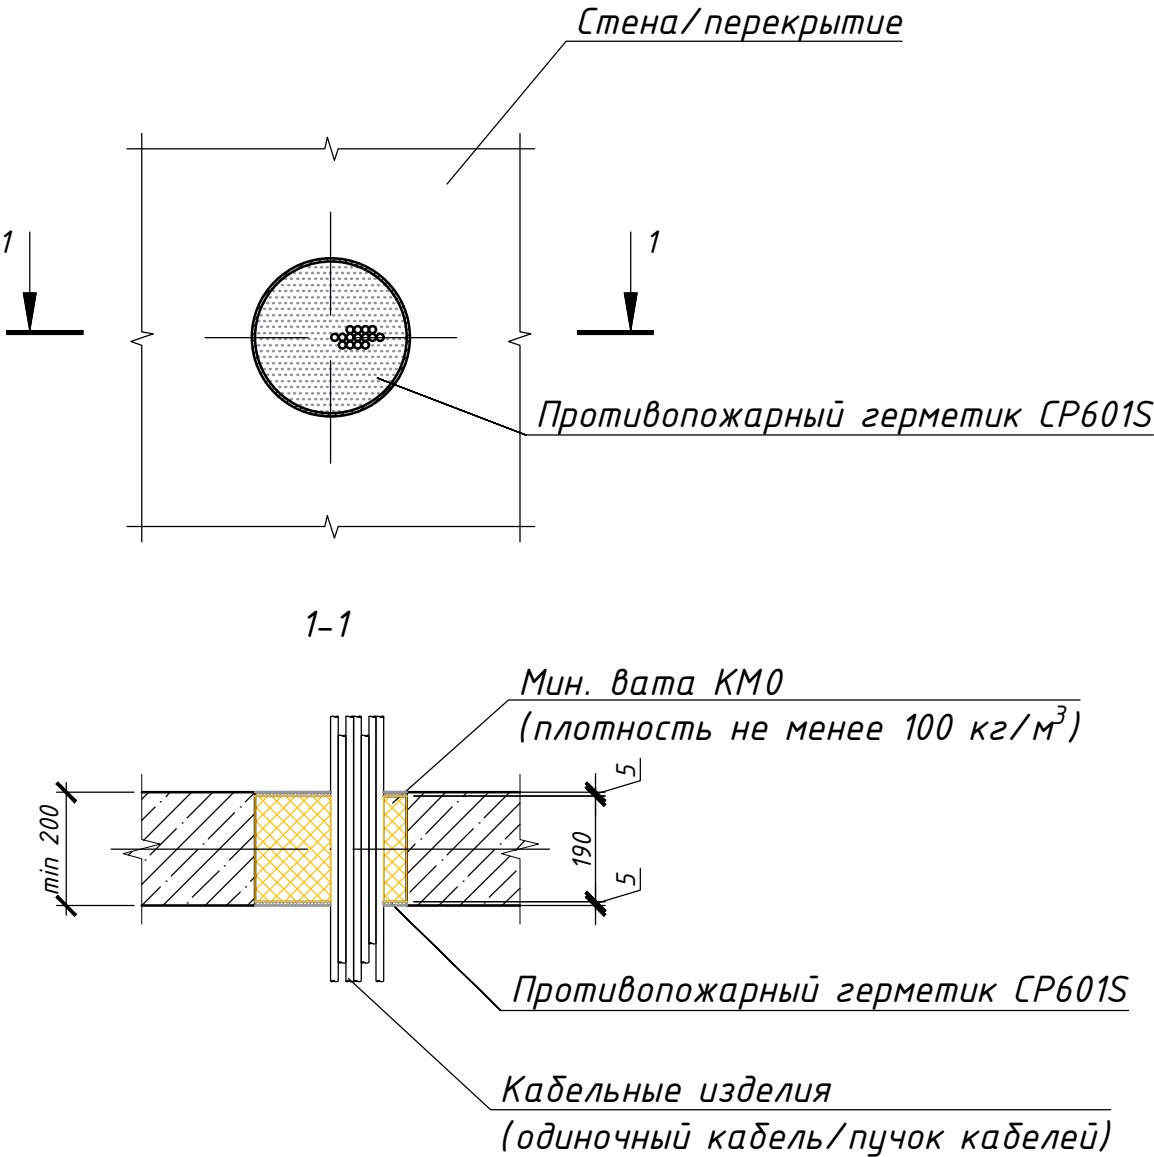 Стена/перекрытие
1
1
Противопожарный герметик CP601S
1-1
Мин. вата КМ0
(плотность не менее 100 кг/м³)
5
min 200
190
5
Противопожарный герметик CP601S
Кабельные изделия
(одиночный кабель/пучок кабелей)